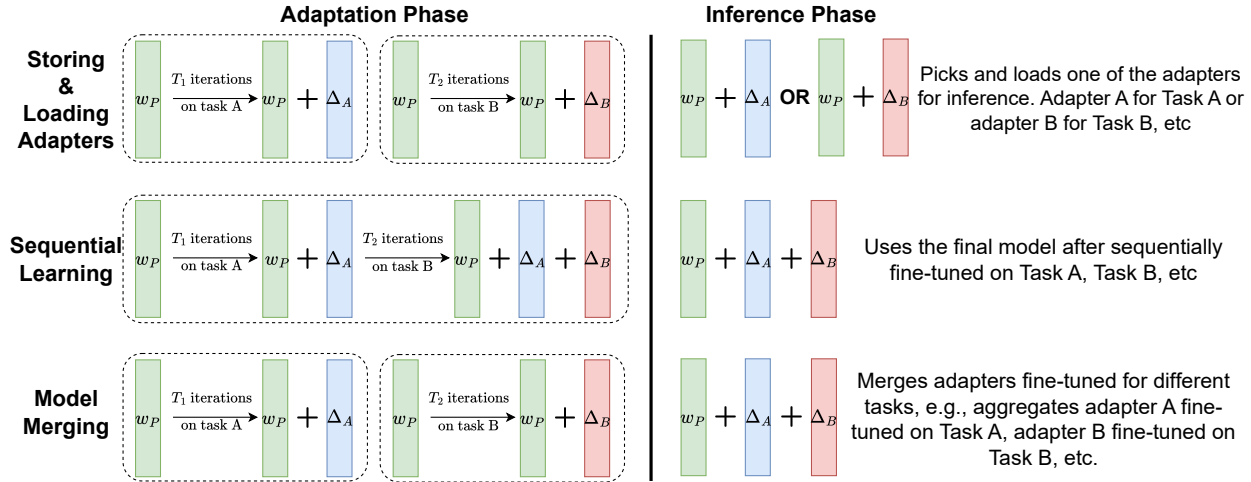 Adaptation Phase
Inference Phase
Storing
&
Loading
Adapters
w_P
T_1 iterations
on task A
w_P + Δ_A
w_P
T_2 iterations
on task B
w_P + Δ_B
w_P + Δ_A OR w_P + Δ_B
Picks and loads one of the adapters
for inference. Adapter A for Task A or
adapter B for Task B, etc
Sequential
Learning
w_P
T_1 iterations
on task A
w_P + Δ_A
T_2 iterations
on task B
w_P + Δ_A + Δ_B
w_P + Δ_A + Δ_B
Uses the final model after sequentially
fine-tuned on Task A, Task B, etc
Model
Merging
w_P
T_1 iterations
on task A
w_P + Δ_A
w_P
T_2 iterations
on task B
w_P + Δ_B
w_P + Δ_A + Δ_B
Merges adapters fine-tuned for different
tasks, e.g., aggregates adapter A fine-
tuned on Task A, adapter B fine-tuned on
Task B, etc.